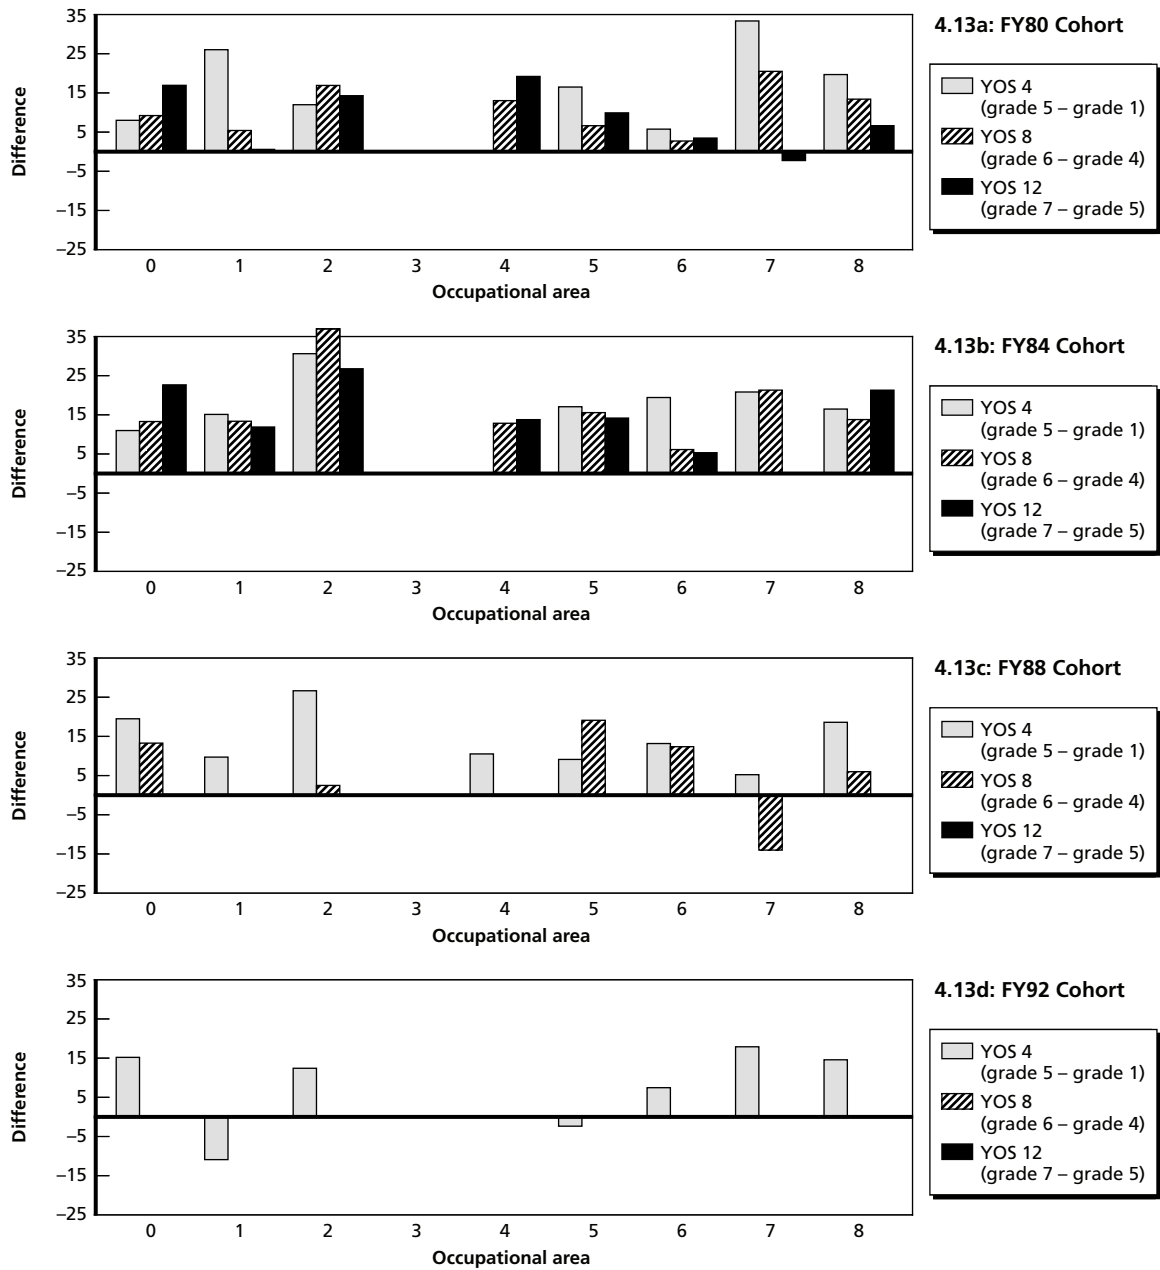 4.13a: FY80 Cohort
35
25
15
5
–5
–15
–25
Difference
0 1 2 3 4 5 6 7 8
Occupational area
YOS 4
(grade 5 – grade 1)
YOS 8
(grade 6 – grade 4)
YOS 12
(grade 7 – grade 5)
4.13b: FY84 Cohort
35
25
15
5
–5
–15
–25
Difference
0 1 2 3 4 5 6 7 8
Occupational area
YOS 4
(grade 5 – grade 1)
YOS 8
(grade 6 – grade 4)
YOS 12
(grade 7 – grade 5)
4.13c: FY88 Cohort
35
25
15
5
–5
–15
–25
Difference
0 1 2 3 4 5 6 7 8
Occupational area
YOS 4
(grade 5 – grade 1)
YOS 8
(grade 6 – grade 4)
YOS 12
(grade 7 – grade 5)
4.13d: FY92 Cohort
35
25
15
5
–5
–15
–25
Difference
0 1 2 3 4 5 6 7 8
Occupational area
YOS 4
(grade 5 – grade 1)
YOS 8
(grade 6 – grade 4)
YOS 12
(grade 7 – grade 5)